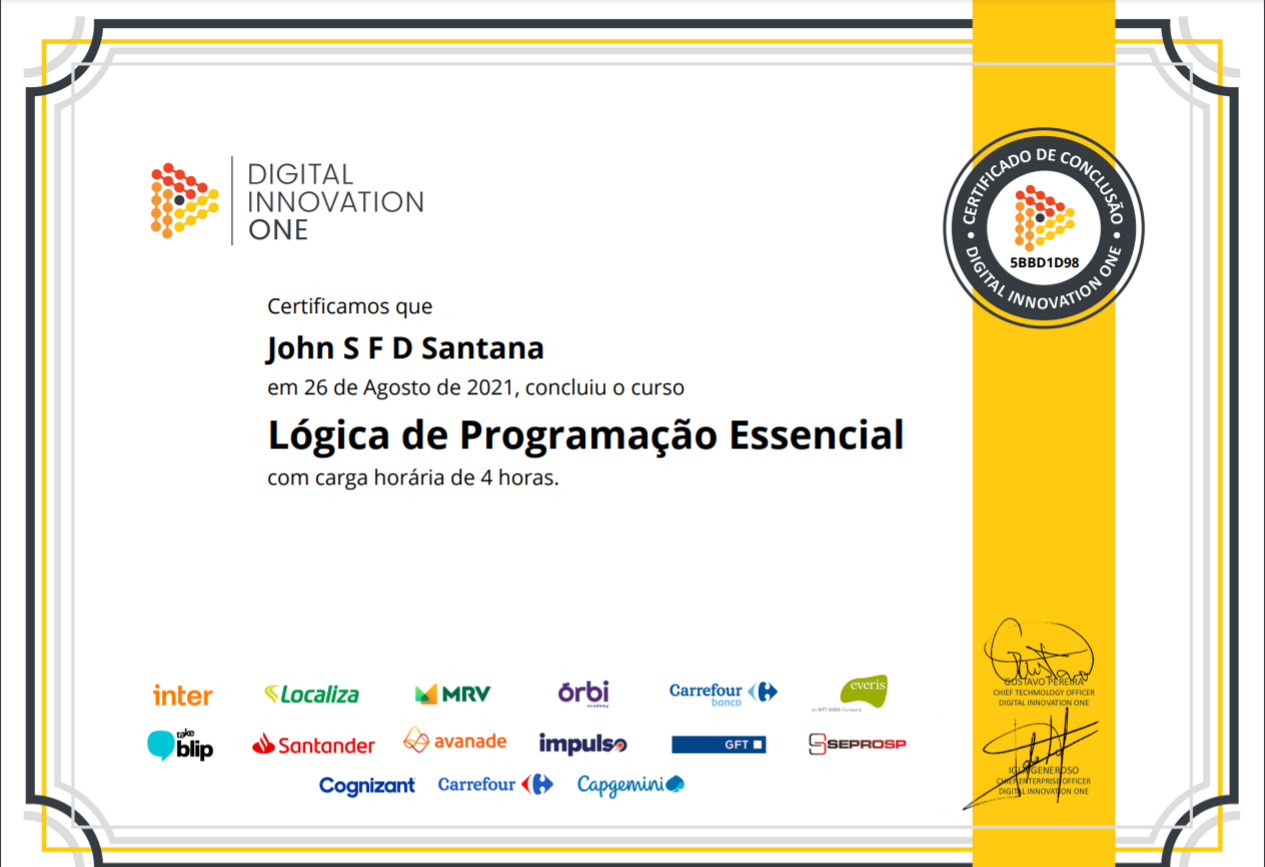 DIGITAL
INNOVATION
ONE
CERTIFICADO DE CONCLUSÃO
5BBD1D98
DIGITAL INNOVATION ONE
Certificamos que
John S F D Santana
em 26 de Agosto de 2021, concluiu o curso
Lógica de Programação Essencial
com carga horária de 4 horas.
GUSTAVO PEREIRA
CHIEF TECHNOLOGY OFFICER
DIGITAL INNOVATION ONE
inter
Localiza
MRV
órbi
academy
Carrefour
banco
everis
an NTT DATA Company
take
blip
Santander
avanade
impulso
GFT
SEPROSP
IGLÁ GENEROSO
CHIEF ENTERPRISE OFFICER
DIGITAL INNOVATION ONE
Cognizant
Carrefour
Capgemini